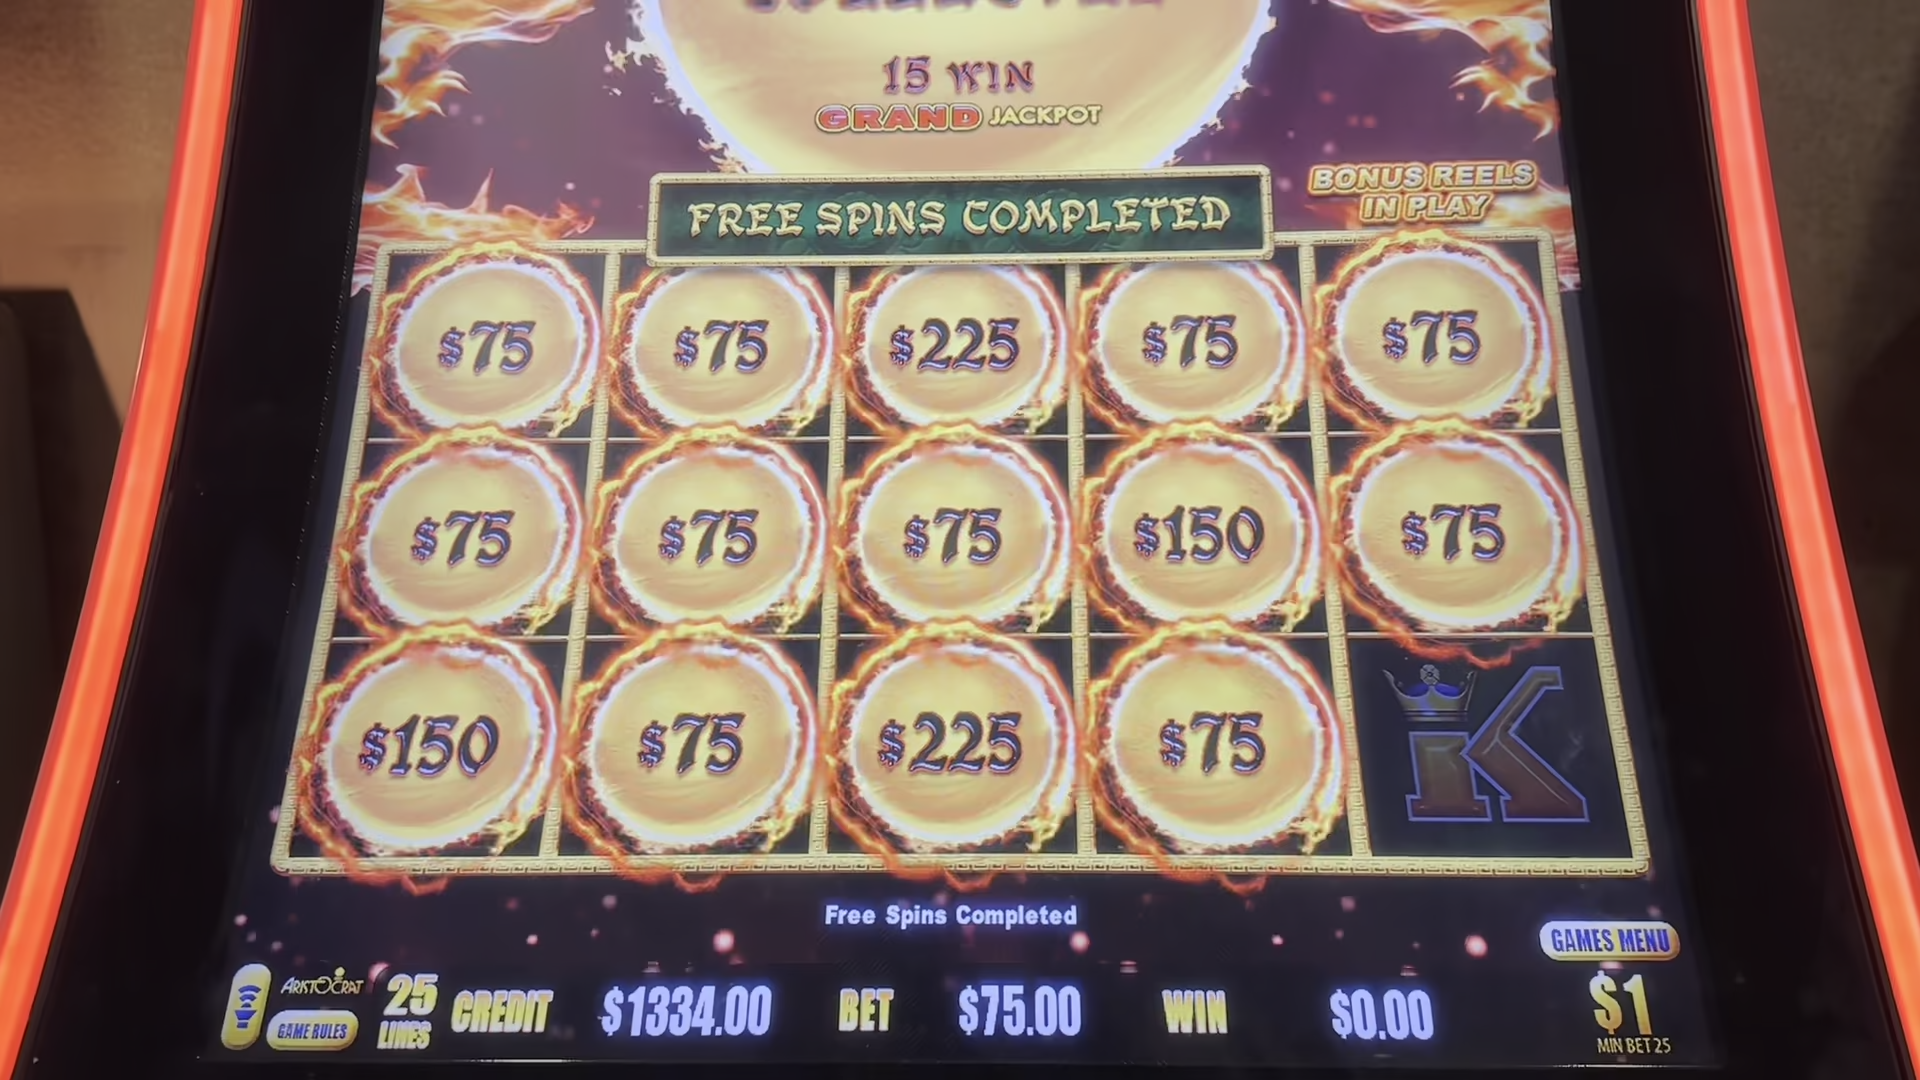 15 WIN
GRAND JACKPOT
FREE SPINS COMPLETED
BONUS REELS
IN PLAY
$75 $75 $225 $75 $75
$75 $75 $75 $150 $75
$150 $75 $225 $75 K
Free Spins Completed
GAMES MENU
ARISTOCRAT
GAME RULES
25
LINES
CREDIT $1334.00 BET $75.00 WIN $0.00
$1
MIN BET 25